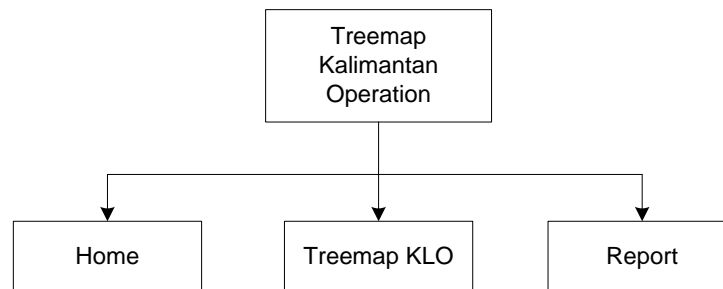 Treemap
Kalimantan
Operation
Home
Treemap KLO
Report